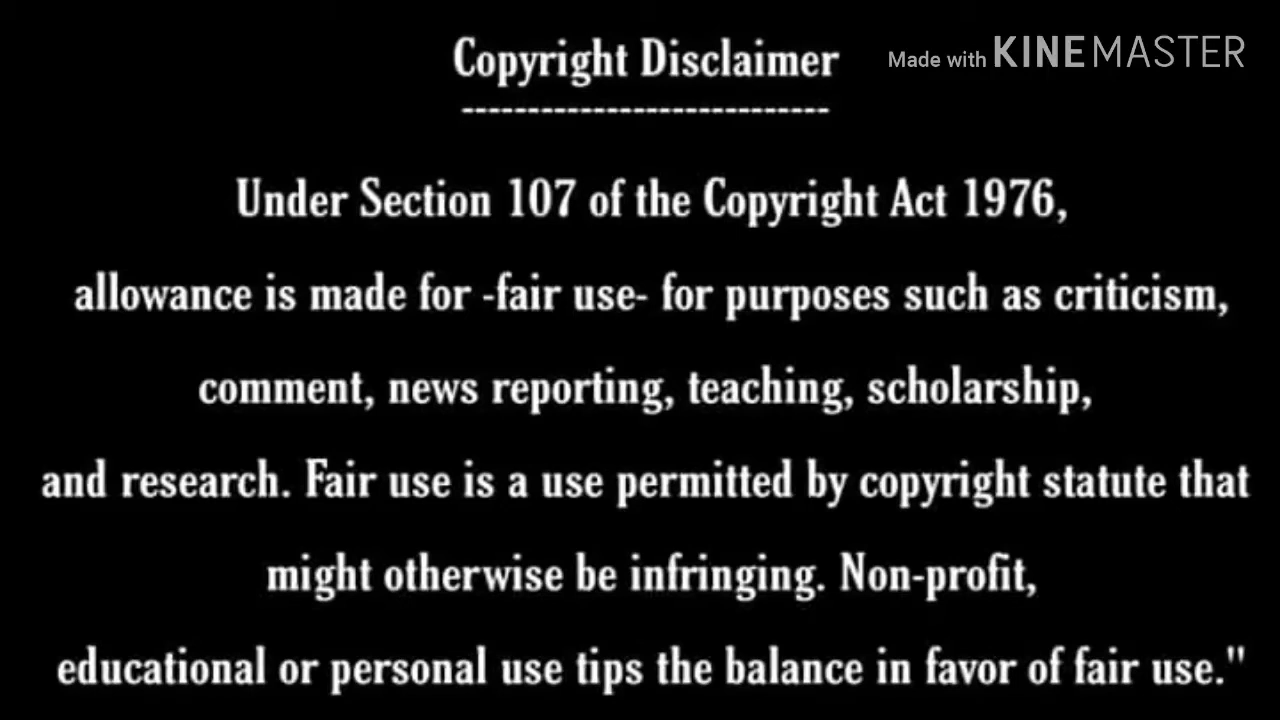 Copyright Disclaimer
Made with KINEMASTER
---------------------------
Under Section 107 of the Copyright Act 1976,
allowance is made for -fair use- for purposes such as criticism,
comment, news reporting, teaching, scholarship,
and research. Fair use is a use permitted by copyright statute that
might otherwise be infringing. Non-profit,
educational or personal use tips the balance in favor of fair use."